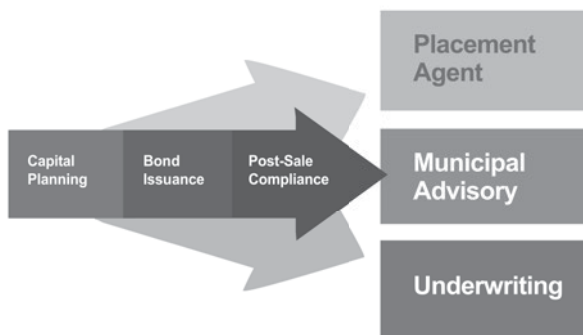 Capital
Planning
Bond
Issuance
Post-Sale
Compliance
Placement
Agent
Municipal
Advisory
Underwriting